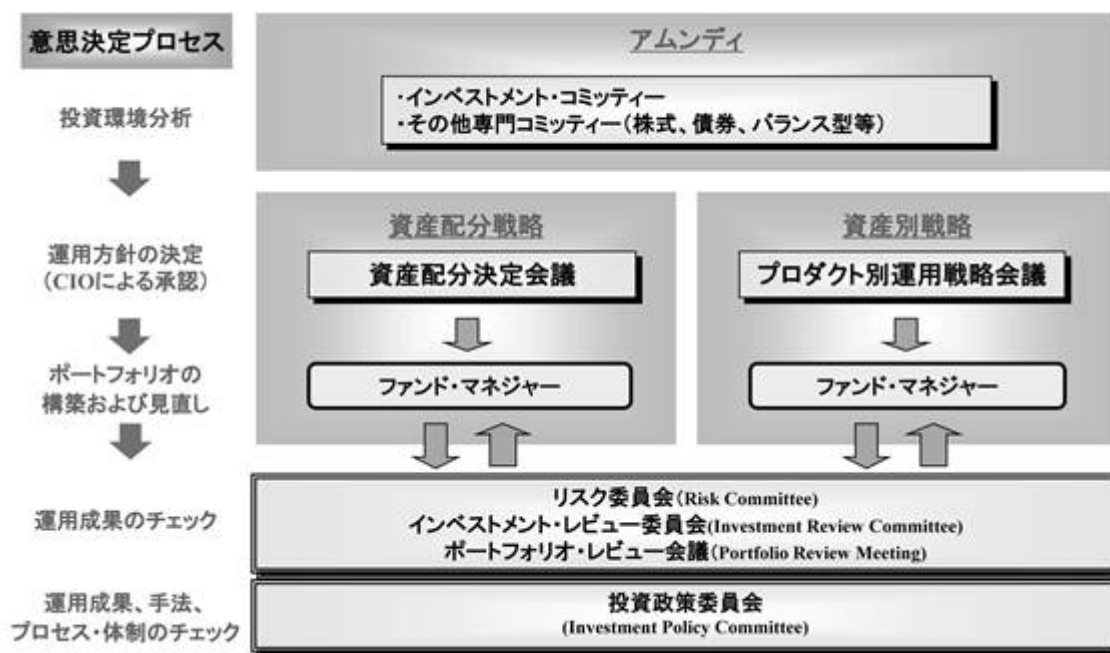 意思決定プロセス
アムンディ
・インベストメント・コミッティー
・その他専門コミッティー（株式、債券、バランス型等）
投資環境分析
資産配分戦略
資産別戦略
運用方針の決定
（CIOによる承認）
資産配分決定会議
プロダクト別運用戦略会議
ポートフォリオの
構築および見直し
ファンド・マネジャー
ファンド・マネジャー
運用成果のチェック
リスク委員会(Risk Committee)
インベストメント・レビュー委員会(Investment Review Committee)
ポートフォリオ・レビュー会議(Portfolio Review Meeting)
運用成果、手法、
プロセス・体制のチェック
投資政策委員会
(Investment Policy Committee)